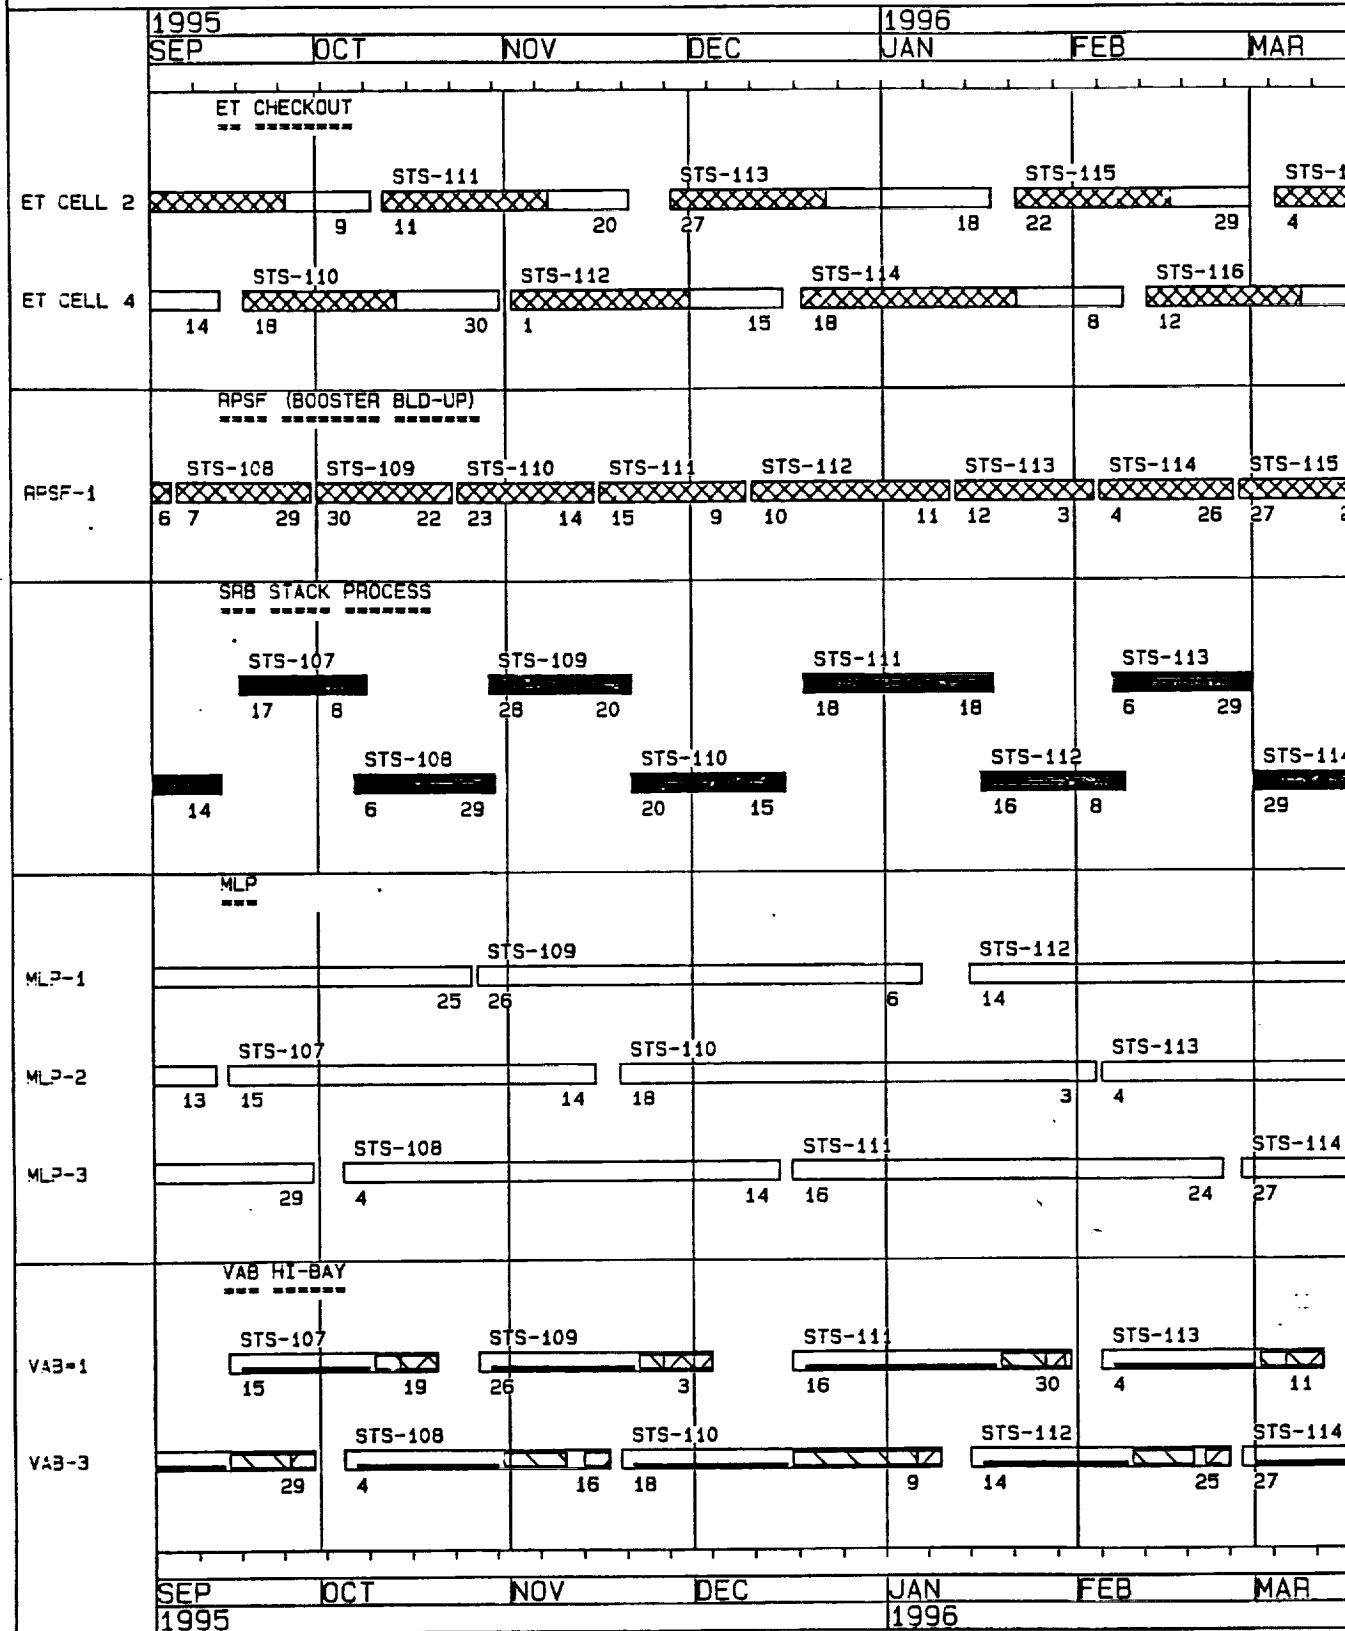 1995 1996
SEP OCT NOV DEC JAN FEB MAR
ET CHECKOUT
STS-111 STS-113 STS-115 STS-1
ET CELL 2
9 11 20 27 18 22 29 4
STS-110 STS-112 STS-114 STS-116
ET CELL 4
14 18 30 1 15 18 8 12
RPSF (BOOSTER BLD-UP)
STS-108 STS-109 STS-110 STS-111 STS-112 STS-113 STS-114 STS-115
RPSF-1
6 7 29 30 22 23 14 15 9 10 11 12 3 4 26 27 2
SRB STACK PROCESS
STS-107 STS-109 STS-111 STS-113
17 8 28 20 18 18 6 29
STS-108 STS-110 STS-112 STS-114
14 6 29 20 15 16 8 29
MLP
STS-109 STS-112
MLP-1
25 26 6 14
STS-107 STS-110 STS-113
MLP-2
13 15 14 18 3 4
STS-108 STS-111 STS-114
MLP-3
29 4 14 16 24 27
VAB HI-BAY
STS-107 STS-109 STS-111 STS-113
VAB-1
15 19 26 3 16 30 4 11
STS-108 STS-110 STS-112 STS-114
VAB-3
29 4 16 18 9 14 25 27
SEP OCT NOV DEC JAN FEB MAR
1995 1996